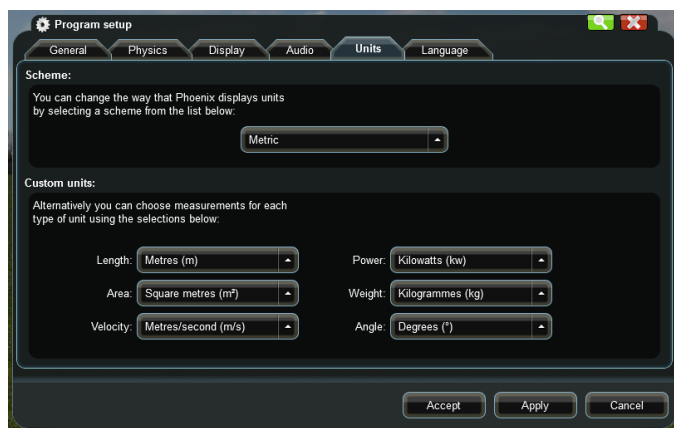 Program setup
General Physics Display Audio Units Language
Scheme:
You can change the way that Phoenix displays units
by selecting a scheme from the list below:
Metric
Custom units:
Alternatively you can choose measurements for each
type of unit using the selections below:
Length: Metres (m) Power: Kilowatts (kw)
Area: Square metres (m²) Weight: Kilogrammes (kg)
Velocity: Metres/second (m/s) Angle: Degrees (°)
Accept Apply Cancel